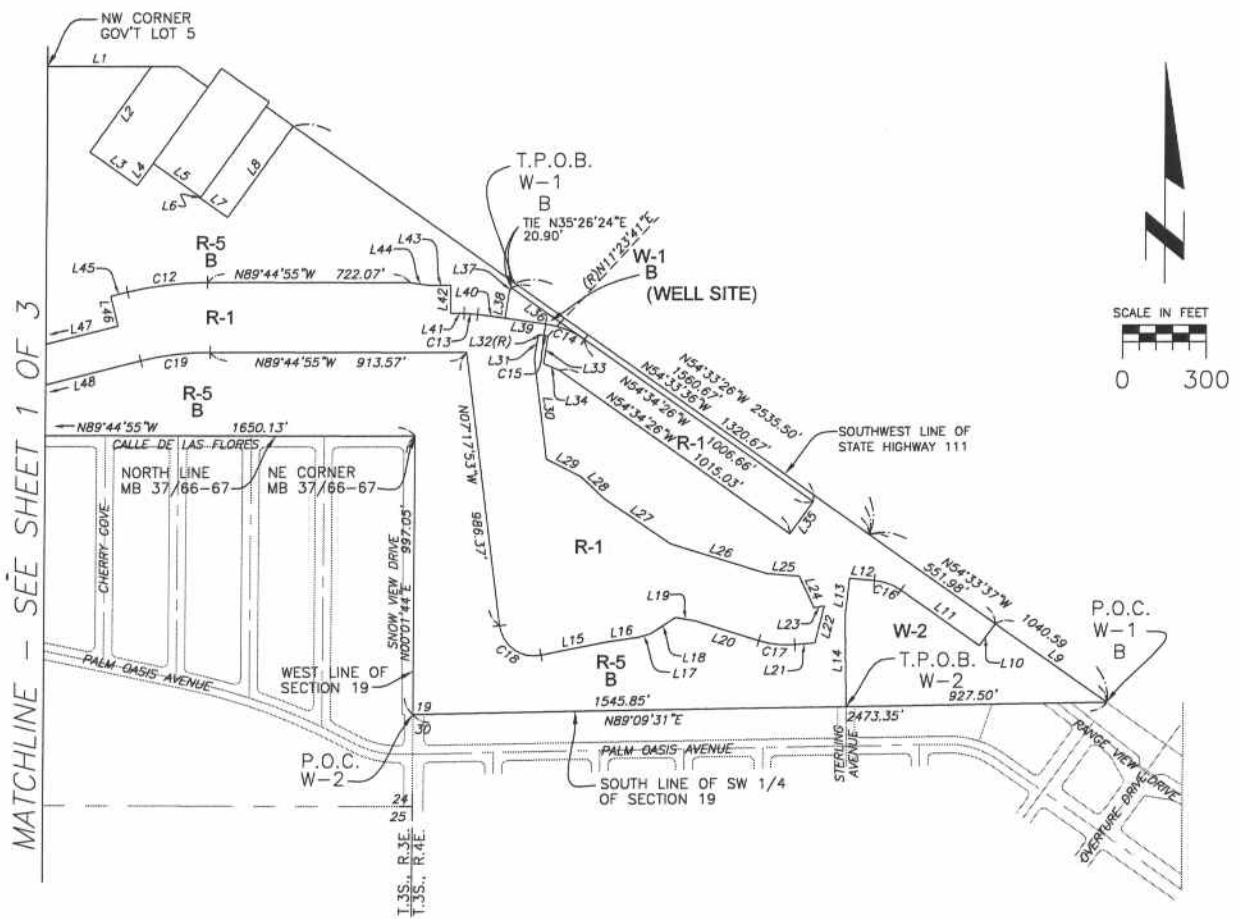 NW CORNER
GOV'T LOT 5
L1
L2
L3
L4
L5
L6
L7
L8
T.P.O.B.
W-1
B
TIE N35°26'24"E
20.90'
(R)N11°23'41"E
W-1
B
(WELL SITE)
SCALE IN FEET
0 300
R-5
B
L43
L44
L45
C12
N89°44'55"W 722.07'
L37
L42
L40
L38
L36
L46
L47
R-1
L41
C13
L39
C14
L32(R)
L31
L33
C15
L34
L30
C19
N89°44'55"W 913.57'
L48
R-5
B
N54°33'26"W 2535.50'
1560.67'
N54°33'36"W
1320.67'
N54°34'26"W
1006.66'
N54°34'26"W
1015.03'
R-1
L35
SOUTHWEST LINE OF
STATE HIGHWAY 111
N89°44'55"W 1650.13'
CALLE DE LAS FLORES
NORTH LINE
MB 37/66-67
NE CORNER
MB 37/66-67
N07°17'53"W
986.37'
L29
L28
L27
R-1
L26
L25
L24
L23
L22
L12
L13
C16
L11
N54°33'37"W
551.98'
1040.59
L9
L10
P.O.C.
W-1
B
CHERRY COVE
SNOW VIEW DRIVE
N00°01'44"E 997.05'
L19
L20
L15
L16
C18
L17
L18
C17
L21
L14
W-2
T.P.O.B.
W-2
R-5
B
PALM OASIS AVENUE
WEST LINE OF
SECTION 19
19
30
1545.85'
927.50'
N89°09'31"E
2473.35'
P.O.C.
W-2
PALM OASIS AVENUE
STERLING
AVENUE
RANGE VIEW DRIVE
DRIVE
OVERTURE DRIVE
SOUTH LINE OF SW 1/4
OF SECTION 19
24
25
T.3S., R.3E.
T.3S., R.4E.
MATCHLINE - SEE SHEET 1 OF 3